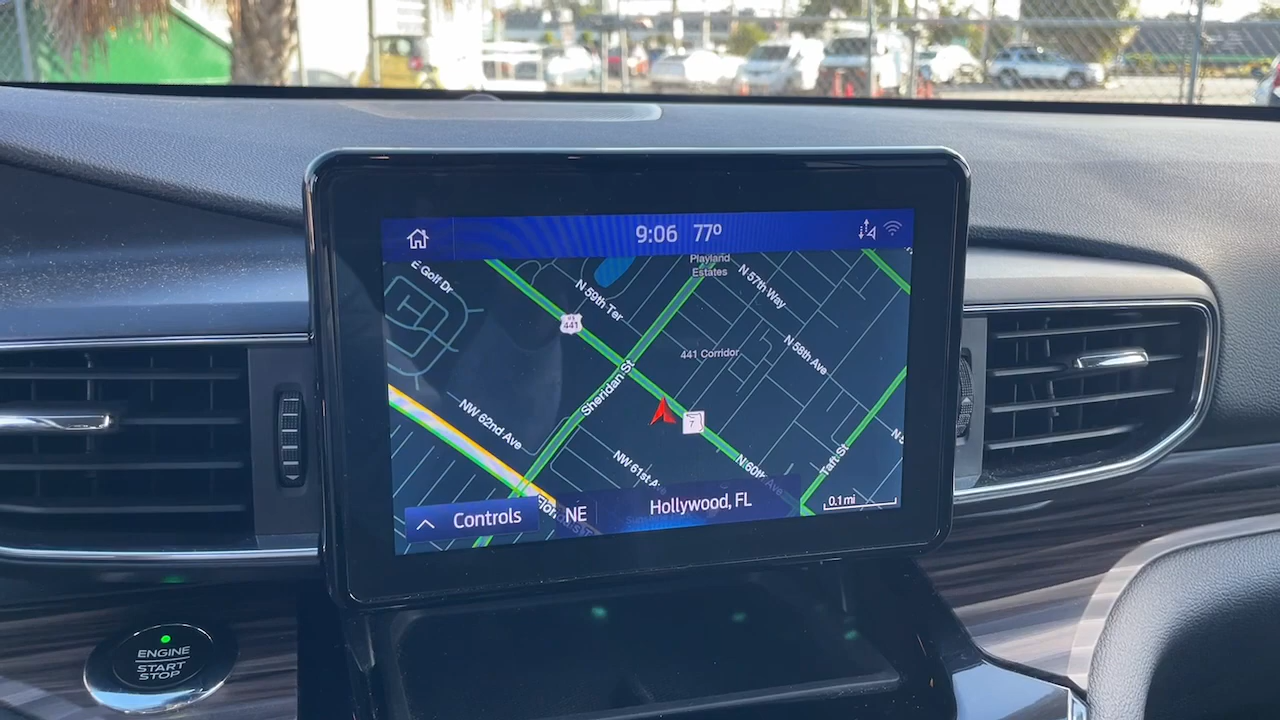 9:06 77º
Playland
Estates
E Golf Dr
N 57th Way
N 59th Ter
441
N 58th Ave
441 Corridor
Sheridan St
NW 62nd Ave
7
NW 61st Ave
N 60th Ave
Taft St
0.1 mi
Controls
NE
Hollywood, FL
ENGINE
START
STOP